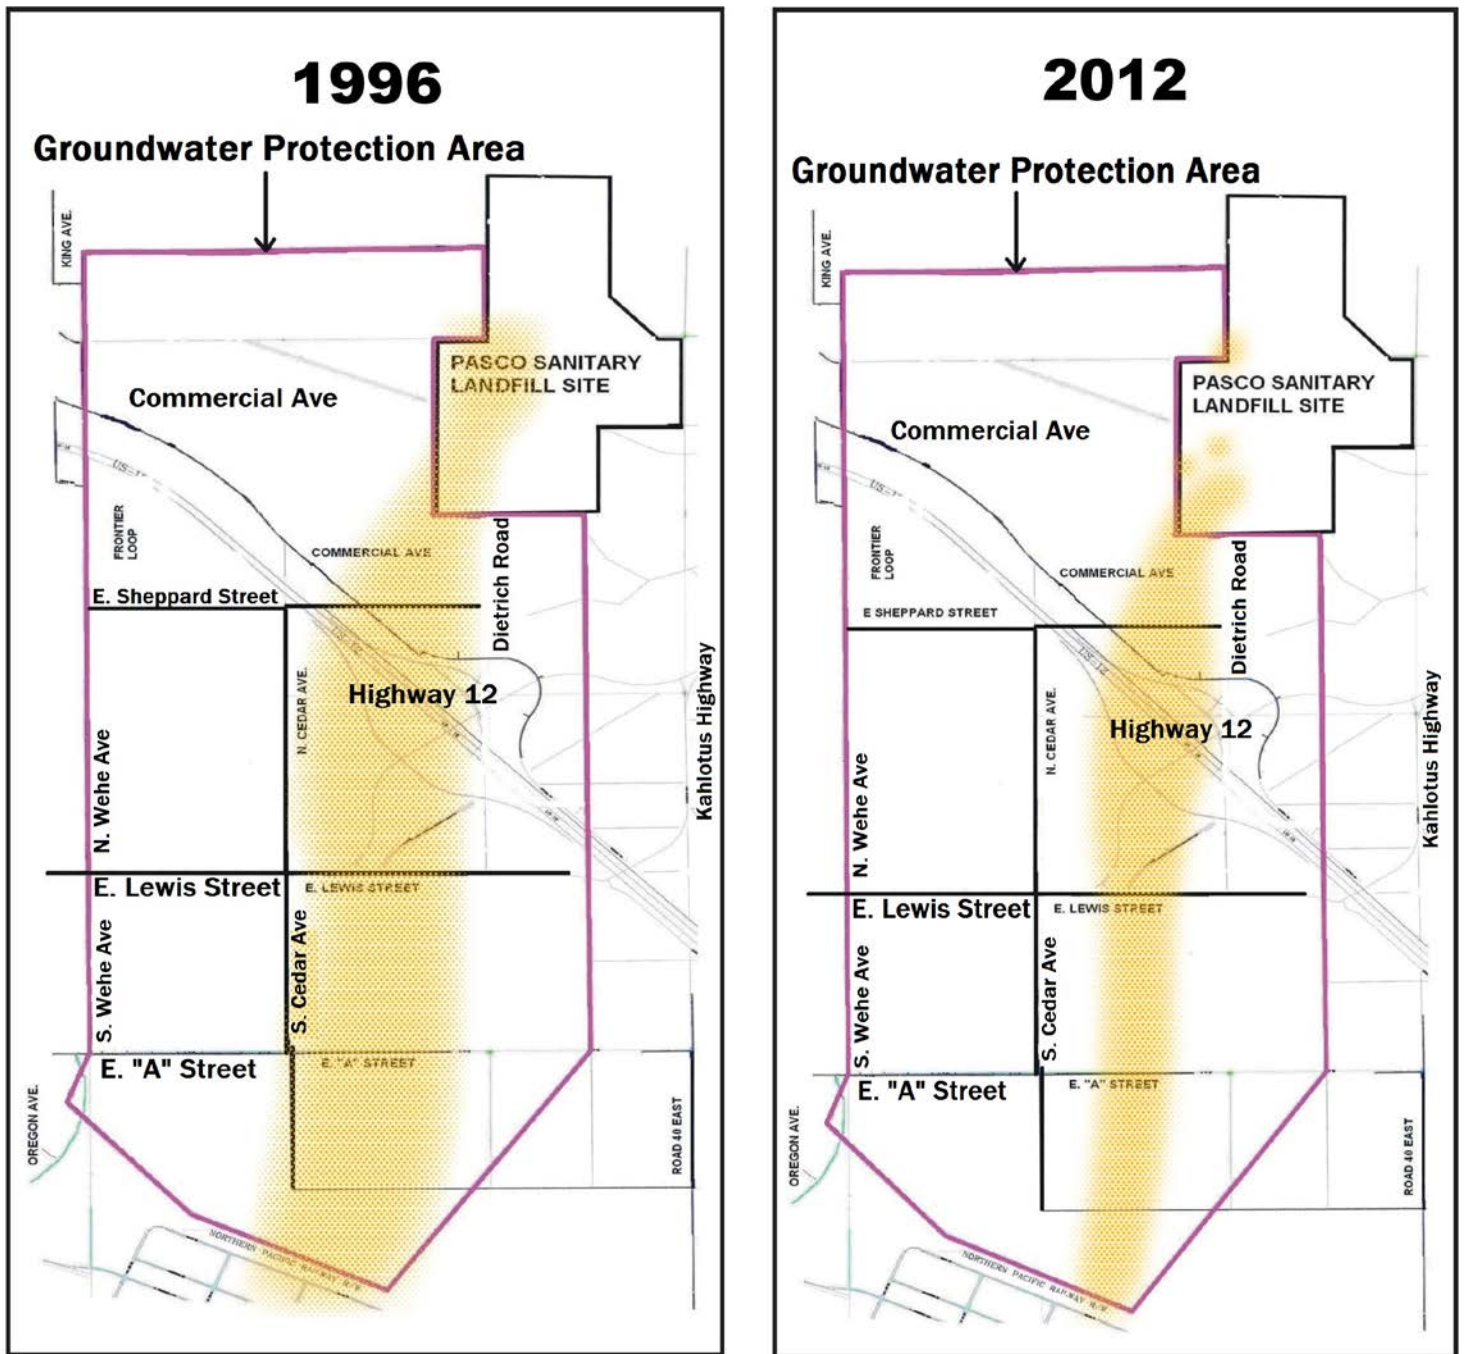 1996
Groundwater Protection Area
KING AVE.
PASCO SANITARY
LANDFILL SITE
Commercial Ave
FRONTIER
LOOP
COMMERCIAL AVE
Dietrich Road
E. Sheppard Street
US-12
N. CEDAR AVE.
Highway 12
Kahlotus Highway
N. Wehe Ave
E. Lewis Street
E. LEWIS STREET
S. Wehe Ave
S. Cedar Ave
E. "A" Street
E. "A" STREET
OREGON AVE.
ROAD 40 EAST
NORTHERN PACIFIC RAILWAY R/W
2012
Groundwater Protection Area
KING AVE.
PASCO SANITARY
LANDFILL SITE
Commercial Ave
FRONTIER
LOOP
COMMERCIAL AVE
Dietrich Road
E SHEPPARD STREET
US-12
N. CEDAR AVE.
Highway 12
Kahlotus Highway
N. Wehe Ave
E. Lewis Street
E. LEWIS STREET
S. Wehe Ave
S. Cedar Ave
E. "A" Street
E. "A" STREET
OREGON AVE.
ROAD 40 EAST
NORTHERN PACIFIC RAILWAY R/W